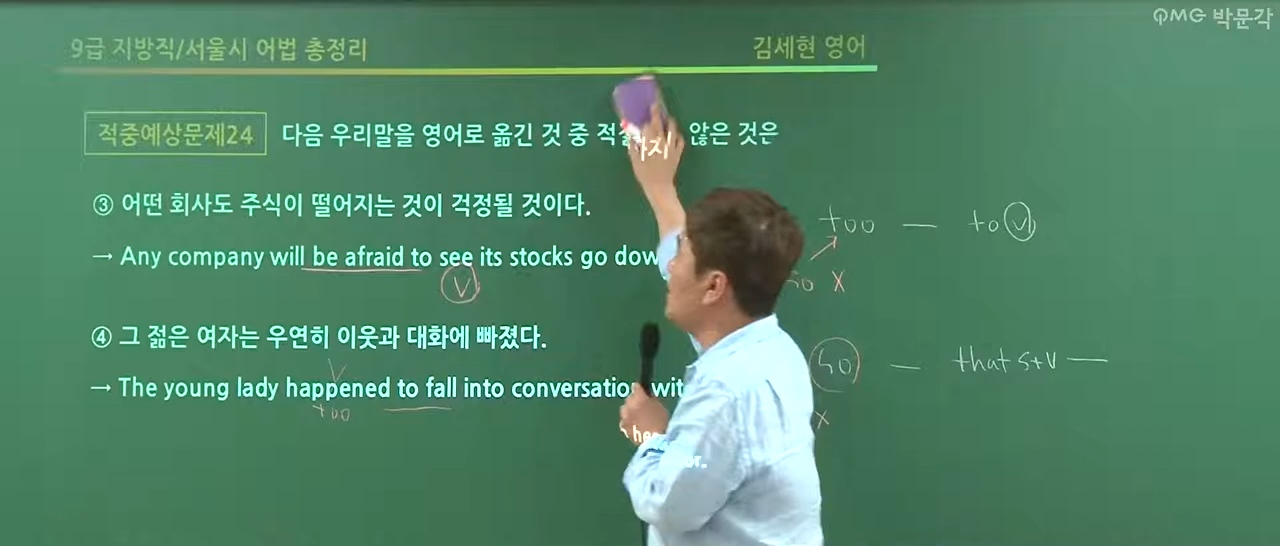 PMG 박문각
9급 지방직/서울시 어법 총정리 김세현 영어
적중예상문제24 다음 우리말을 영어로 옮긴 것 중 않은 것은
③ 어떤 회사도 주식이 떨어지는 것이 걱정될 것이다.
→ Any company will be afraid to see its stocks go
V
④ 그 젊은 여자는 우연히 이웃과 대화에 빠졌다.
→ The young lady happened to fall into conversation
too
too — to V
so X
so — that S+V —
X